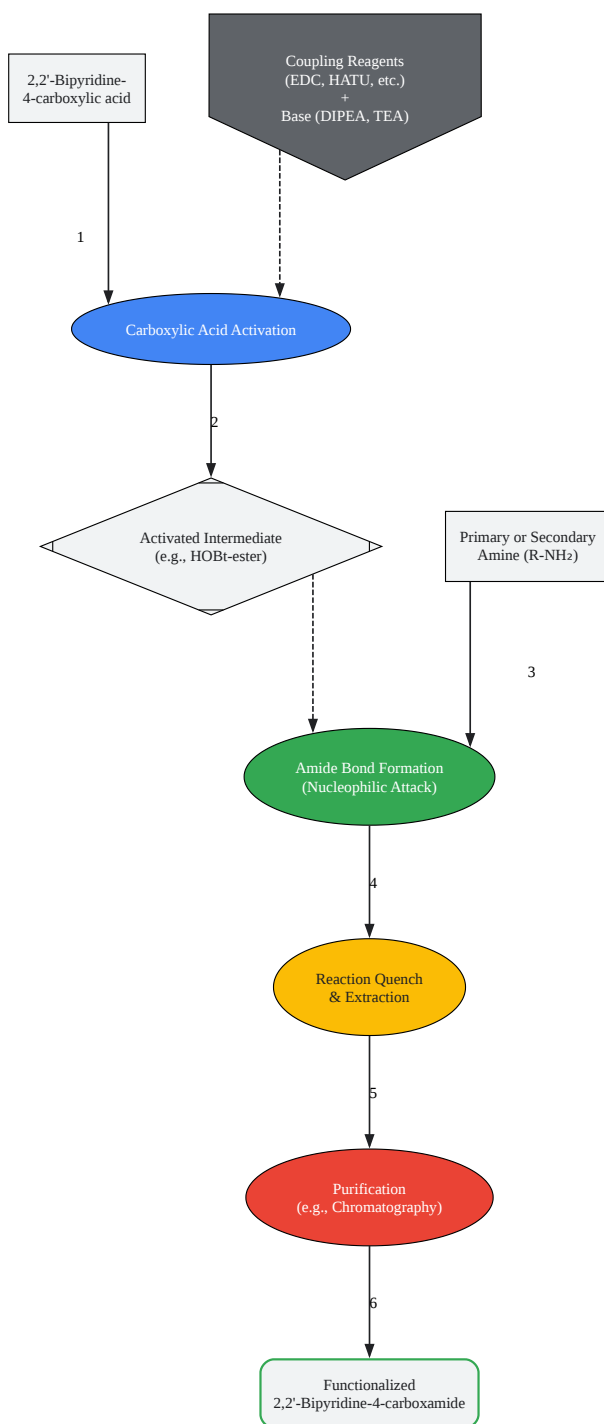 2,2'-Bipyridine-
4-carboxylic acid
Coupling Reagents
(EDC, HATU, etc.)
+
Base (DIPEA, TEA)
1
Carboxylic Acid Activation
2
Activated Intermediate
(e.g., HOBt-ester)
Primary or Secondary
Amine (R-NH₂)
3
Amide Bond Formation
(Nucleophilic Attack)
4
Reaction Quench
& Extraction
5
Purification
(e.g., Chromatography)
6
Functionalized
2,2'-Bipyridine-4-carboxamide